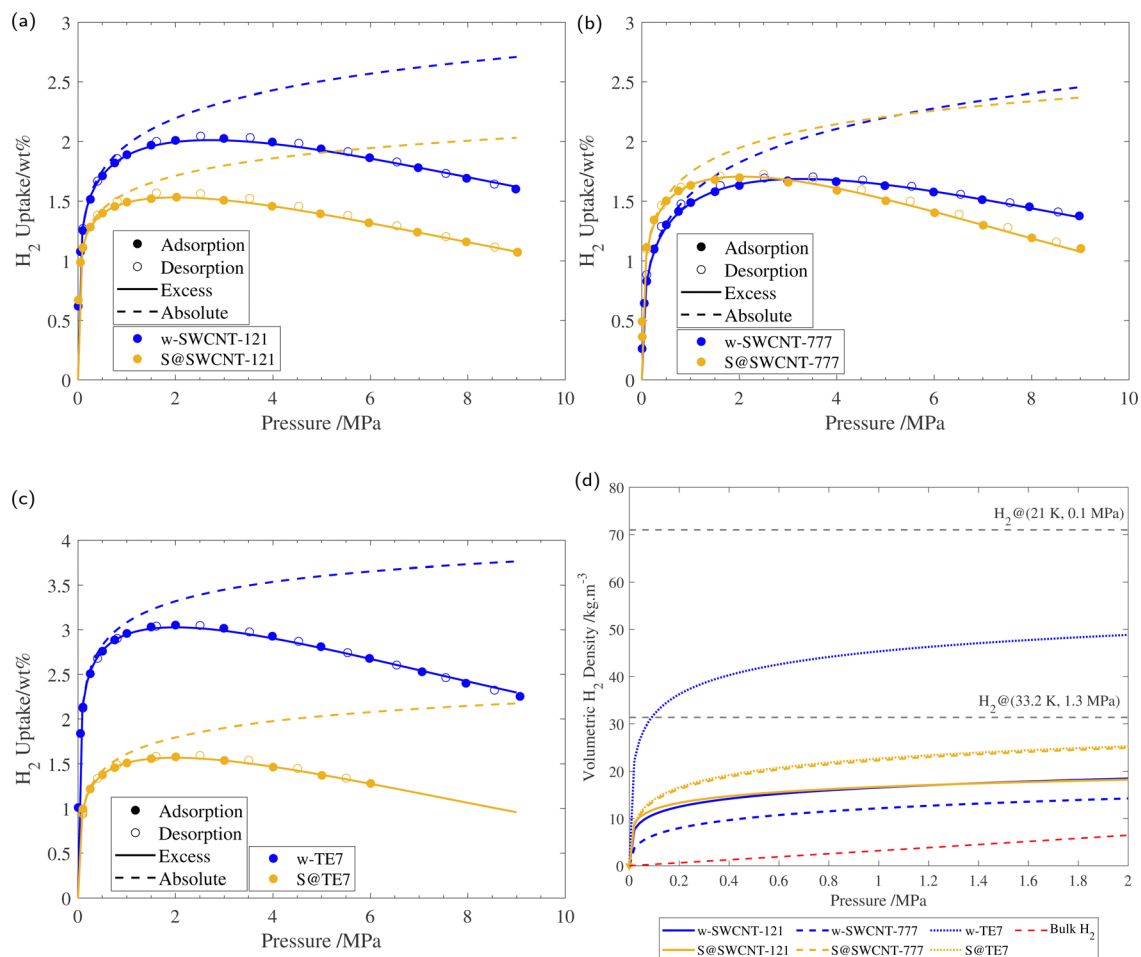 (a)
3
2.5
2
1.5
1
0.5
0
H2 Uptake/wt%
Adsorption
Desorption
Excess
Absolute
w-SWCNT-121
S@SWCNT-121
0 2 4 6 8 10
Pressure /MPa
(b)
3
2.5
2
1.5
1
0.5
0
H2 Uptake/wt%
Adsorption
Desorption
Excess
Absolute
w-SWCNT-777
S@SWCNT-777
0 2 4 6 8 10
Pressure /MPa
(c)
4
3.5
3
2.5
2
1.5
1
0.5
0
H2 Uptake/wt%
Adsorption
Desorption
Excess
Absolute
w-TE7
S@TE7
0 2 4 6 8 10
Pressure /MPa
(d)
80
70
60
50
40
30
20
10
0
Volumetric H2 Density /kg.m-3
H2@(21 K, 0.1 MPa)
H2@(33.2 K, 1.3 MPa)
0 0.2 0.4 0.6 0.8 1 1.2 1.4 1.6 1.8 2
Pressure /MPa
w-SWCNT-121 w-SWCNT-777 w-TE7 Bulk H2
S@SWCNT-121 S@SWCNT-777 S@TE7